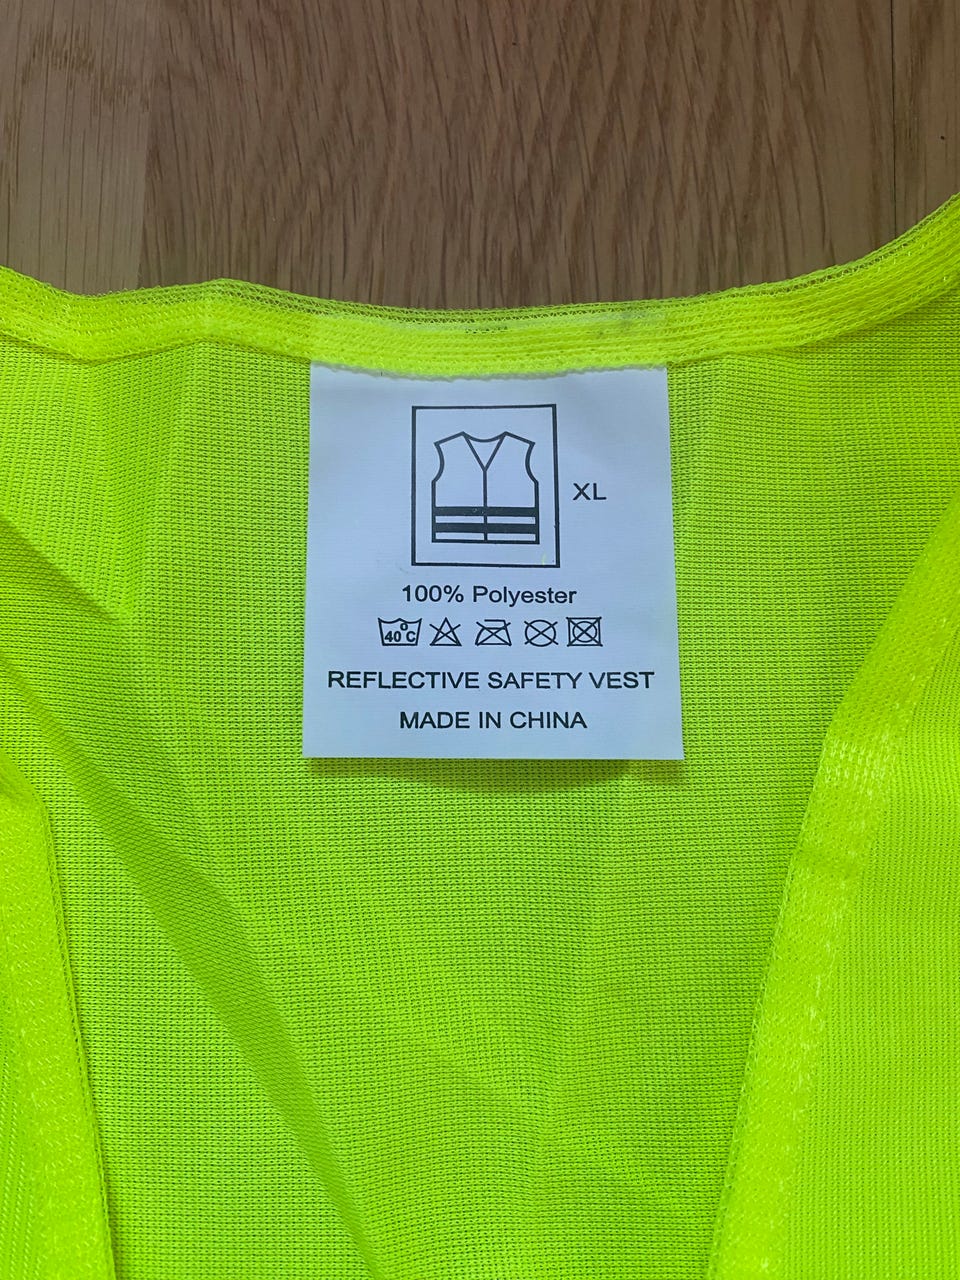 XL
100% Polyester
40°C
REFLECTIVE SAFETY VEST
MADE IN CHINA